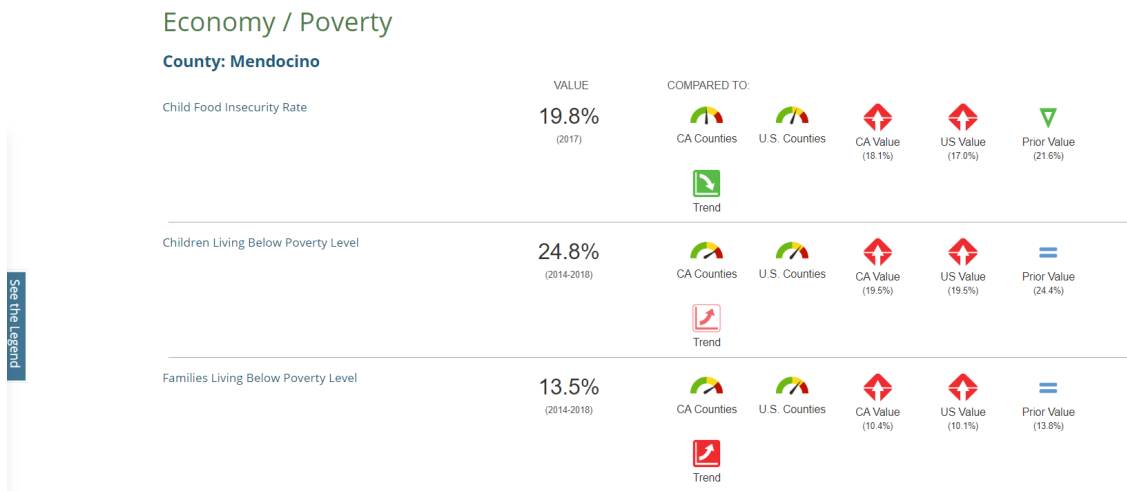 Economy / Poverty
County: Mendocino
VALUE COMPARED TO:
Child Food Insecurity Rate
19.8%
(2017)
CA Counties U.S. Counties CA Value US Value Prior Value
(18.1%) (17.0%) (21.6%)
Trend
Children Living Below Poverty Level
24.8%
(2014-2018)
CA Counties U.S. Counties CA Value US Value Prior Value
(19.5%) (19.5%) (24.4%)
Trend
See the Legend
Families Living Below Poverty Level
13.5%
(2014-2018)
CA Counties U.S. Counties CA Value US Value Prior Value
(10.4%) (10.1%) (13.8%)
Trend